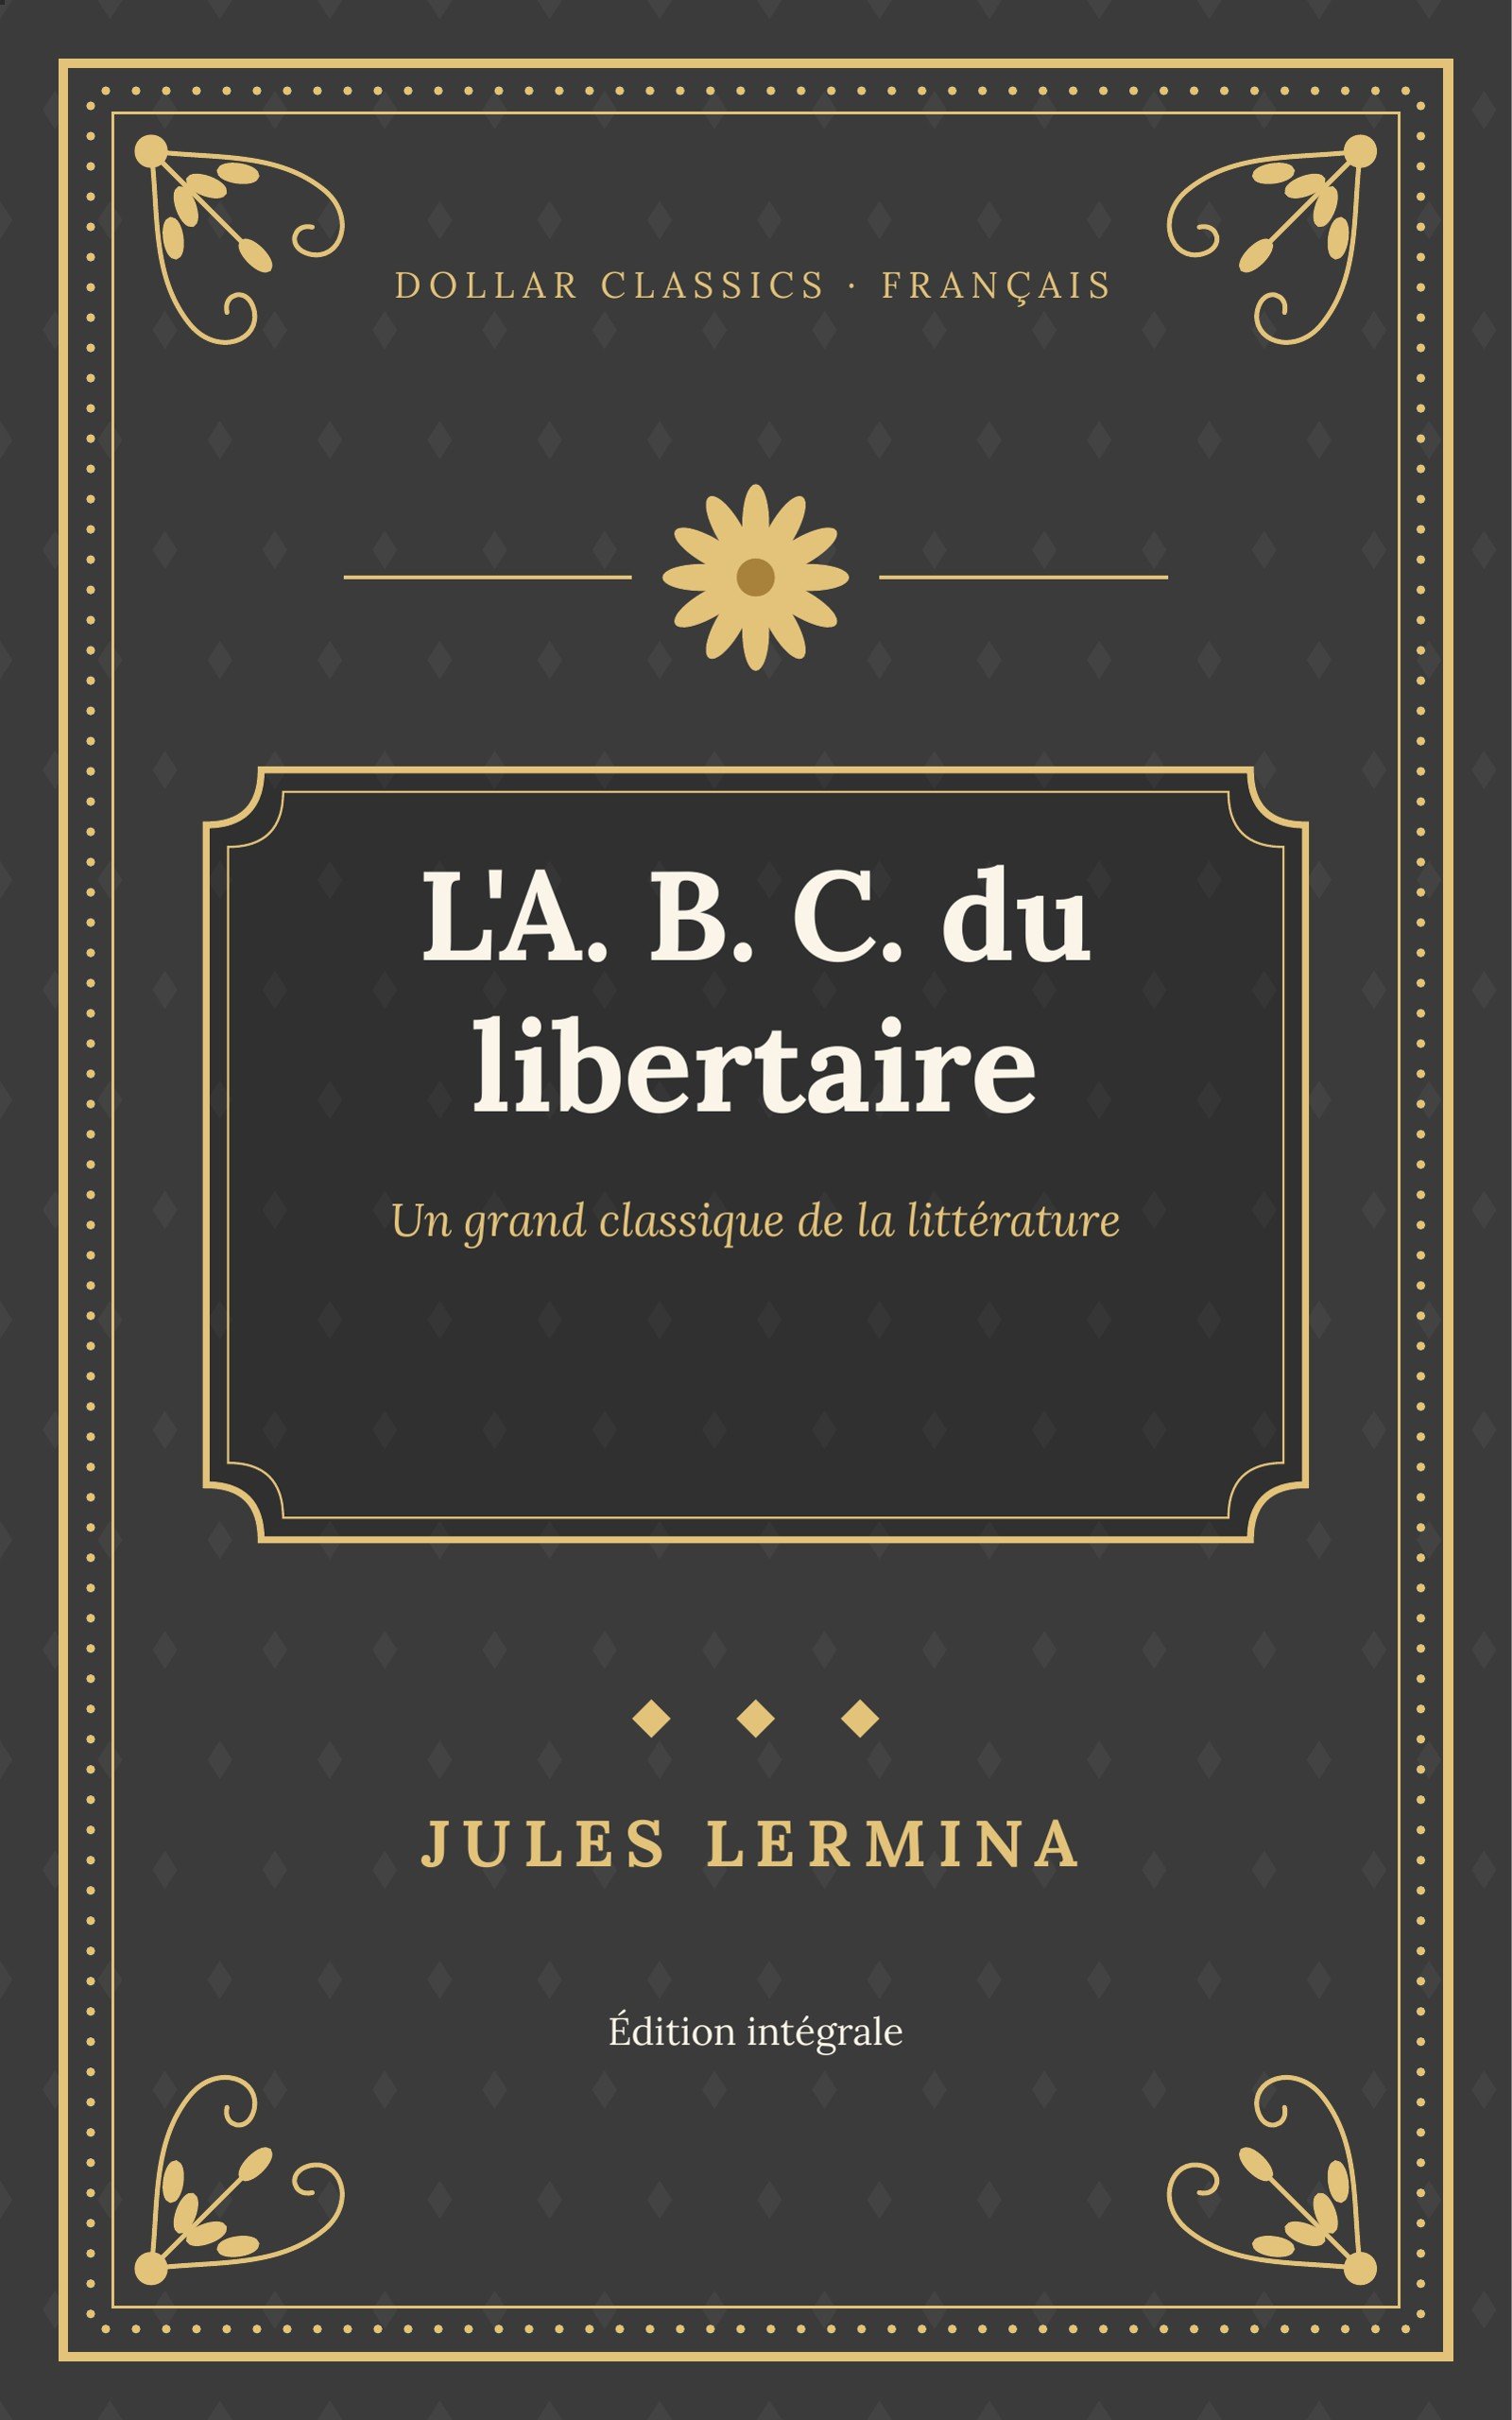 DOLLAR CLASSICS · FRANÇAIS
L'A. B. C. du
libertaire
Un grand classique de la littérature
JULES LERMINA
Édition intégrale